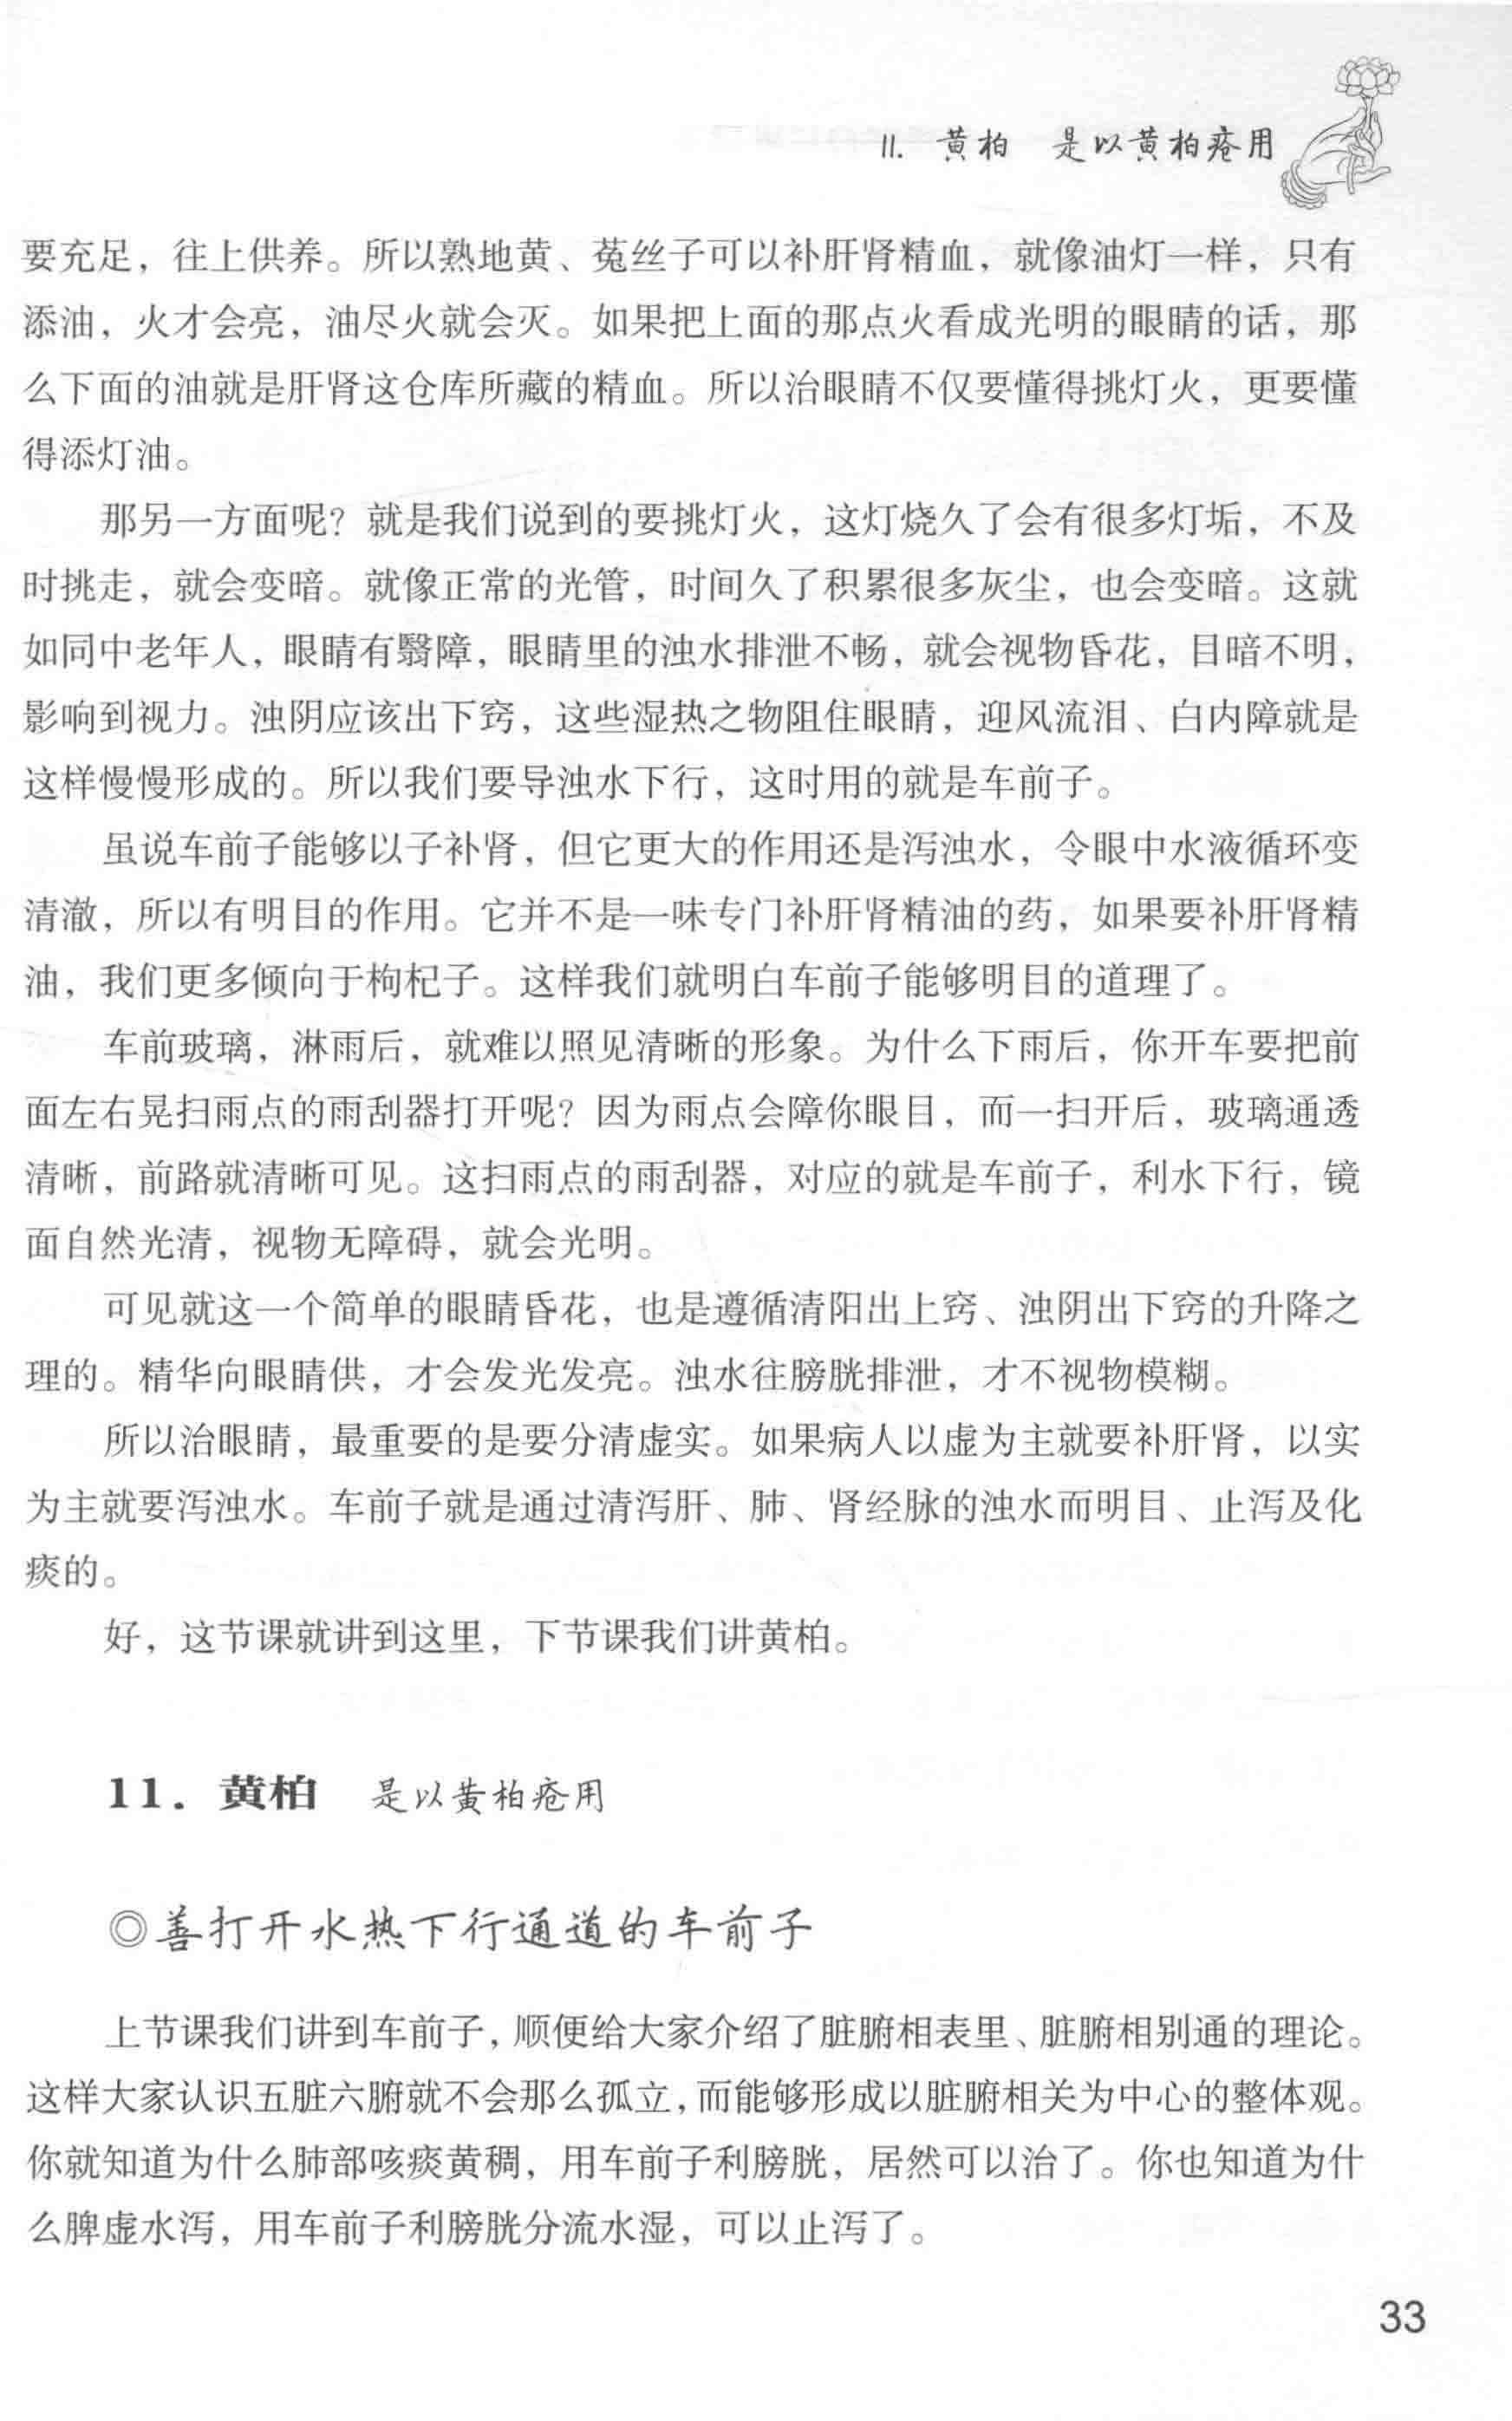 11. 黄柏 是以黄柏疮用
要充足，往上供养。所以熟地黄、菟丝子可以补肝肾精血，就像油灯一样，只有
添油，火才会亮，油尽火就会灭。如果把上面的那点火看成光明的眼睛的话，那
么下面的油就是肝肾这仓库所藏的精血。所以治眼睛不仅要懂得挑灯火，更要懂
得添灯油。
那另一方面呢？就是我们说到的要挑灯火，这灯烧久了会有很多灯垢，不及
时挑走，就会变暗。就像正常的光管，时间久了积累很多灰尘，也会变暗。这就
如同中老年人，眼睛有翳障，眼睛里的浊水排泄不畅，就会视物昏花，目暗不明，
影响到视力。浊阴应该出下窍，这些湿热之物阻住眼睛，迎风流泪、白内障就是
这样慢慢形成的。所以我们要导浊水下行，这时用的就是车前子。
虽说车前子能够以子补肾，但它更大的作用还是泻浊水，令眼中水液循环变
清澈，所以有明目的作用。它并不是一味专门补肝肾精油的药，如果要补肝肾精
油，我们更多倾向于枸杞子。这样我们就明白车前子能够明目的道理了。
车前玻璃，淋雨后，就难以照见清晰的形象。为什么下雨后，你开车要把前
面左右晃扫雨点的雨刮器打开呢？因为雨点会障你眼目，而一扫开后，玻璃通透
清晰，前路就清晰可见。这扫雨点的雨刮器，对应的就是车前子，利水下行，镜
面自然光清，视物无障碍，就会光明。
可见就这一个简单的眼睛昏花，也是遵循清阳出上窍、浊阴出下窍的升降之
理的。精华向眼睛供，才会发光发亮。浊水往膀胱排泄，才不视物模糊。
所以治眼睛，最重要的是要分清虚实。如果病人以虚为主就要补肝肾，以实
为主就要泻浊水。车前子就是通过清泻肝、肺、肾经脉的浊水而明目、止泻及化
痰的。
好，这节课就讲到这里，下节课我们讲黄柏。
11. 黄柏 是以黄柏疮用
◎善打开水热下行通道的车前子
上节课我们讲到车前子，顺便给大家介绍了脏腑相表里、脏腑相别通的理论。
这样大家认识五脏六腑就不会那么孤立，而能够形成以脏腑相关为中心的整体观。
你就知道为什么肺部咳痰黄稠，用车前子利膀胱，居然可以治了。你也知道为什
么脾虚水泻，用车前子利膀胱分流水湿，可以止泻了。
33